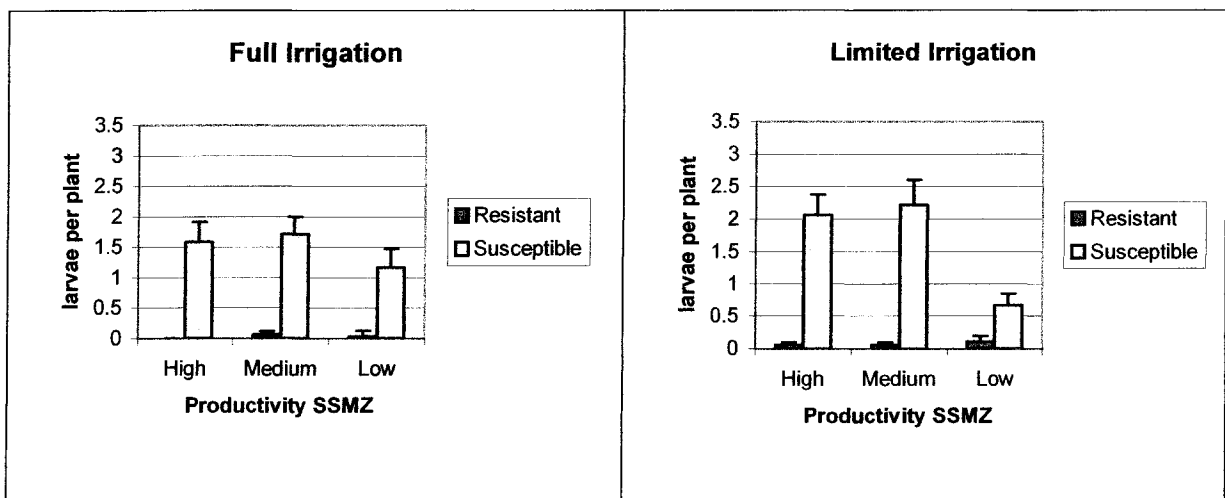 Full Irrigation
larvae per plant
3.5
3
2.5
2
1.5
1
0.5
0
High Medium Low
Productivity SSMZ
Resistant
Susceptible
Limited Irrigation
larvae per plant
3.5
3
2.5
2
1.5
1
0.5
0
High Medium Low
Productivity SSMZ
Resistant
Susceptible